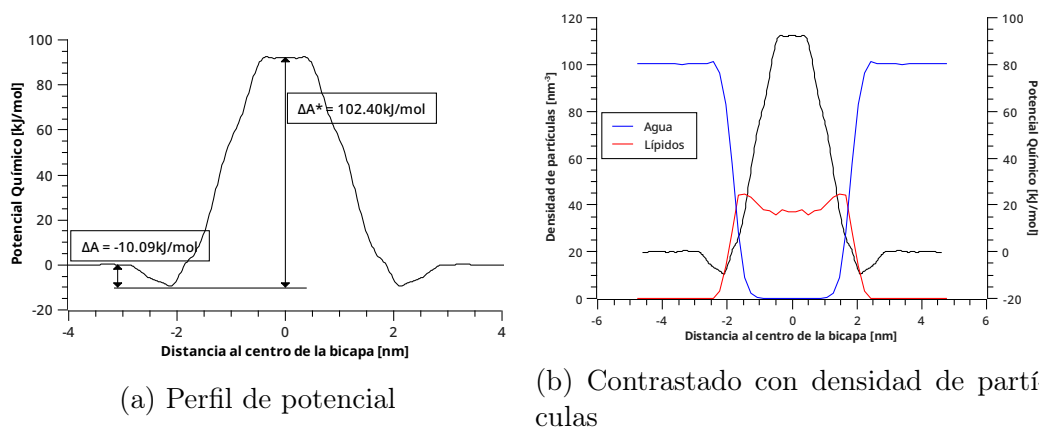 100
80
60
40
20
0
-20
-4
-2
0
2
4
Potencial Químico [kJ/mol]
Distancia al centro de la bicapa [nm]
ΔA* = 102.40kJ/mol
ΔA = -10.09kJ/mol
(a) Perfil de potencial
120
100
80
60
40
20
0
-6
-4
-2
0
2
4
6
100
80
60
40
20
0
-20
Densidad de partículas [nm⁻³]
Potencial Químico [kJ/mol]
Agua
Lípidos
Distancia al centro de la bicapa [nm]
(b) Contrastado con densidad de partí-
culas